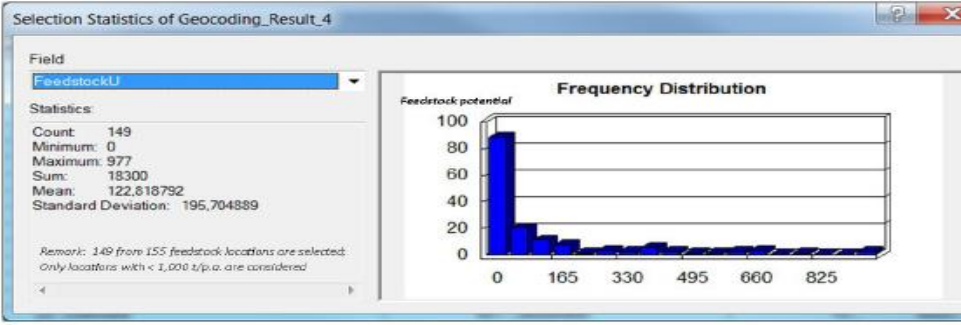 Selection Statistics of Geocoding_Result_4
Field
FeedstockU
Statistics:
Count: 149
Minimum: 0
Maximum: 977
Sum: 18300
Mean: 122,818792
Standard Deviation: 195,704889
Remark: 149 from 155 feedstock locations are selected;
Only locations with < 1,000 t/p.a. are considered
Frequency Distribution
Feedstock potential
100
80
60
40
20
0
0 165 330 495 660 825